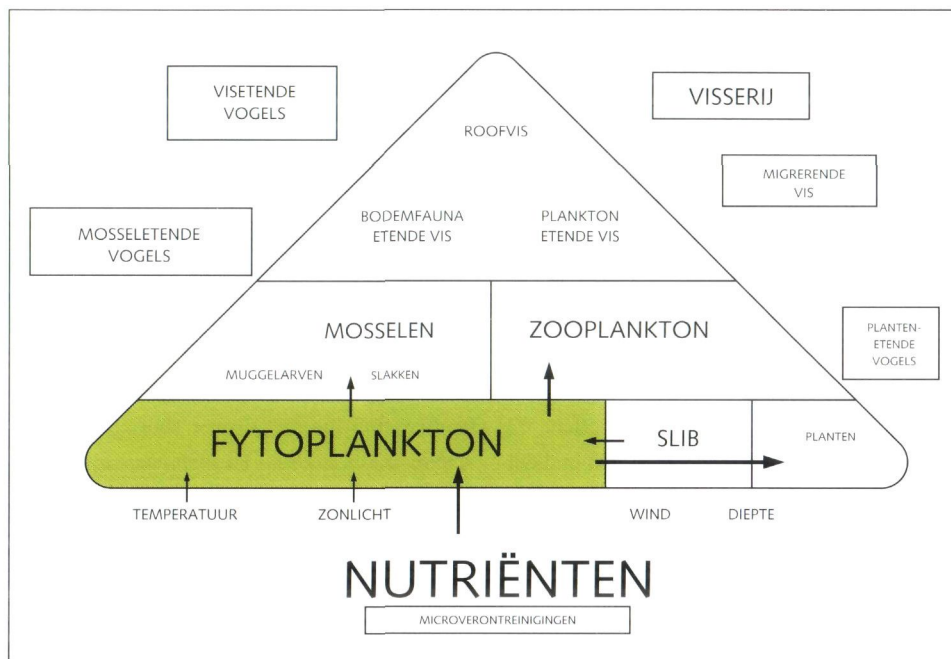 VISETENDE
VOGELS
VISSERIJ
ROOFVIS
MIGRERENDE
VIS
BODEMFAUNA
ETENDE VIS
PLANKTON
ETENDE VIS
MOSSELETENDE
VOGELS
MOSSELEN
ZOOPLANKTON
PLANTEN-
ETENDE
VOGELS
MUGGELARVEN
SLAKKEN
FYTOPLANKTON
SLIB
PLANTEN
TEMPERATUUR
ZONLICHT
WIND
DIEPTE
NUTRIËNTEN
MICROVERONTREINIGINGEN